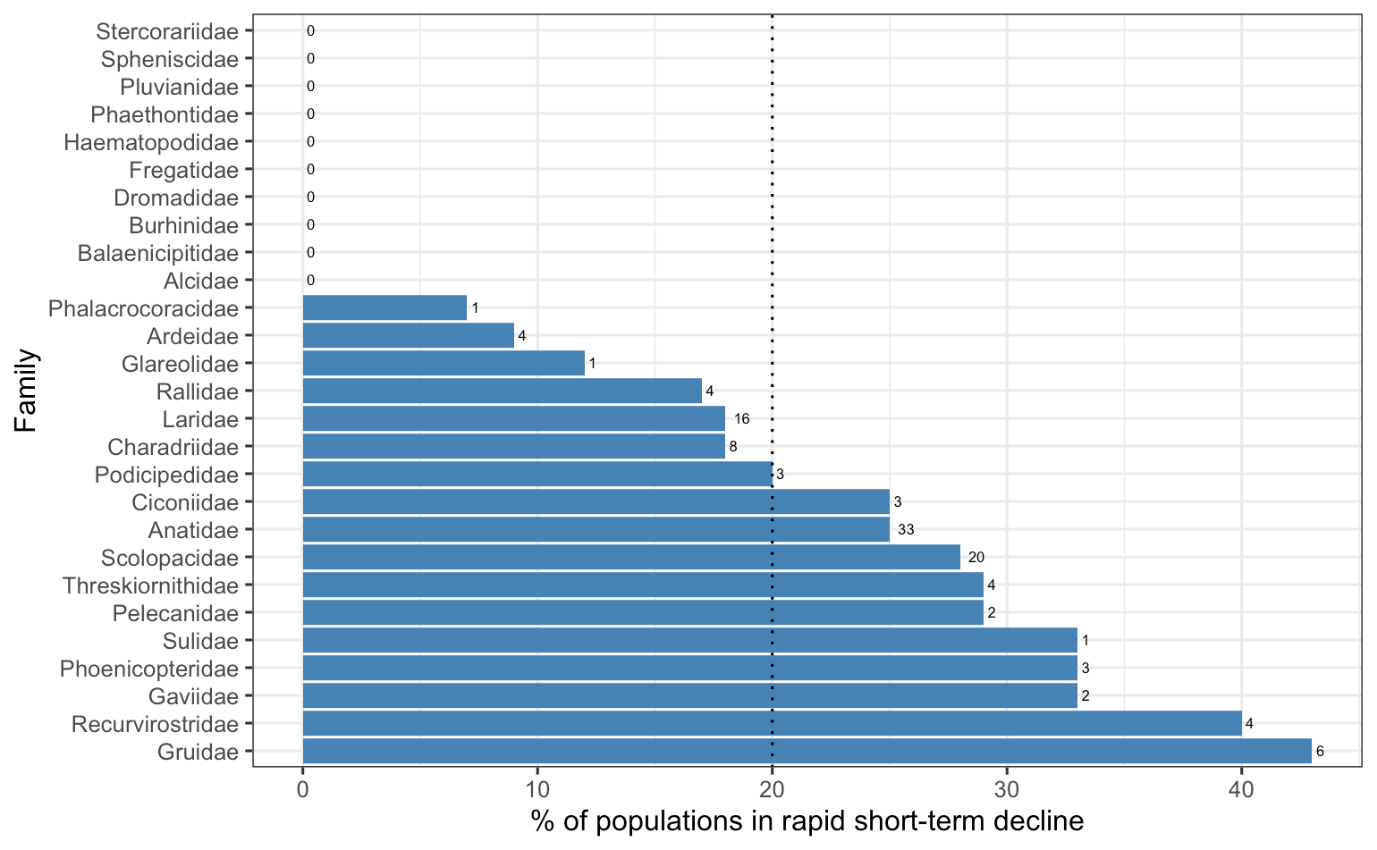 Stercorariidae 0
Spheniscidae 0
Pluvianidae 0
Phaethontidae 0
Haematopodidae 0
Fregatidae 0
Dromadidae 0
Burhinidae 0
Balaenicipitidae 0
Alcidae 0
Phalacrocoracidae 1
Ardeidae 4
Glareolidae 1
Rallidae 4
Laridae 16
Charadriidae 8
Podicipedidae 3
Ciconiidae 3
Anatidae 33
Scolopacidae 20
Threskiornithidae 4
Pelecanidae 2
Sulidae 1
Phoenicopteridae 3
Gaviidae 2
Recurvirostridae 4
Gruidae 6
Family
0 10 20 30 40
% of populations in rapid short-term decline